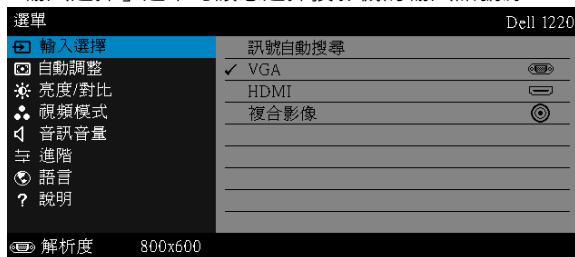 選單 Dell 1220
輸入選擇 訊號自動搜尋
自動調整 ✓ VGA
亮度/對比 HDMI
視頻模式 複合影像
音訊音量
進階
語言
? 說明
解析度 800x600